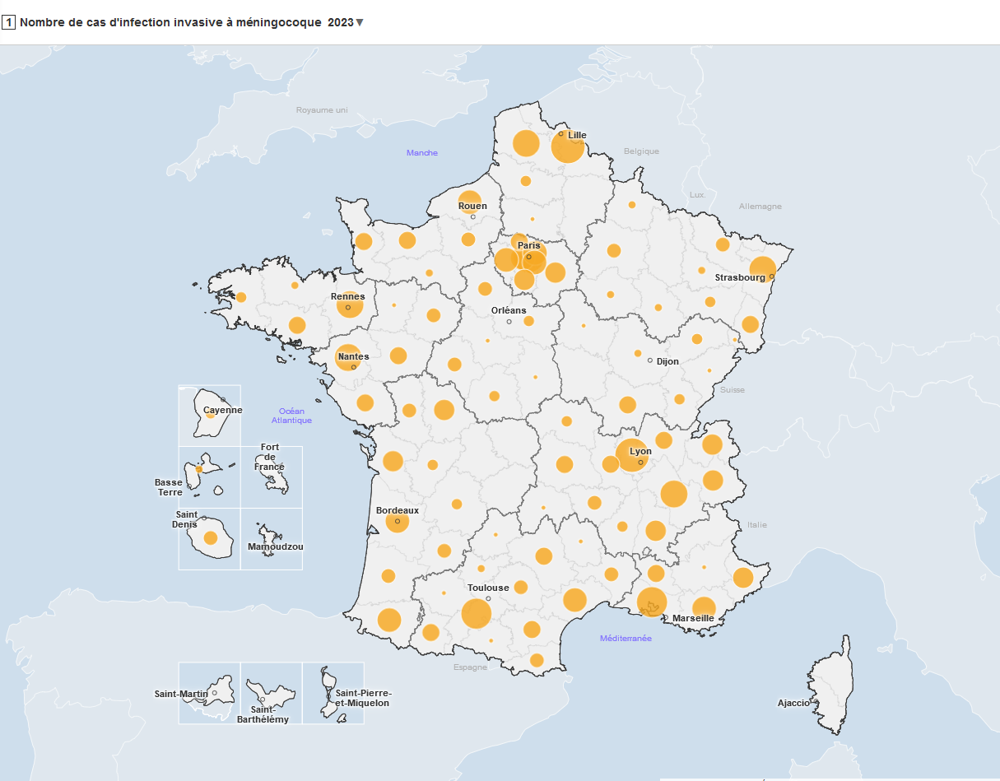 1 Nombre de cas d'infection invasive à méningocoque 2023▼
Royaume uni
Manche
Lille
Belgique
Lux.
Allemagne
Rouen
Paris
Strasbourg
Rennes
Orléans
Nantes
Dijon
Suisse
Cayenne
Océan
Atlantique
Fort
de
France
Lyon
Basse
Terre
Saint
Denis
Bordeaux
Italie
Mamoudzou
Toulouse
Marseille
Méditerranée
Espagne
Saint-Martin
Saint-
Barthélémy
Saint-Pierre-
et-Miquelon
Ajaccio